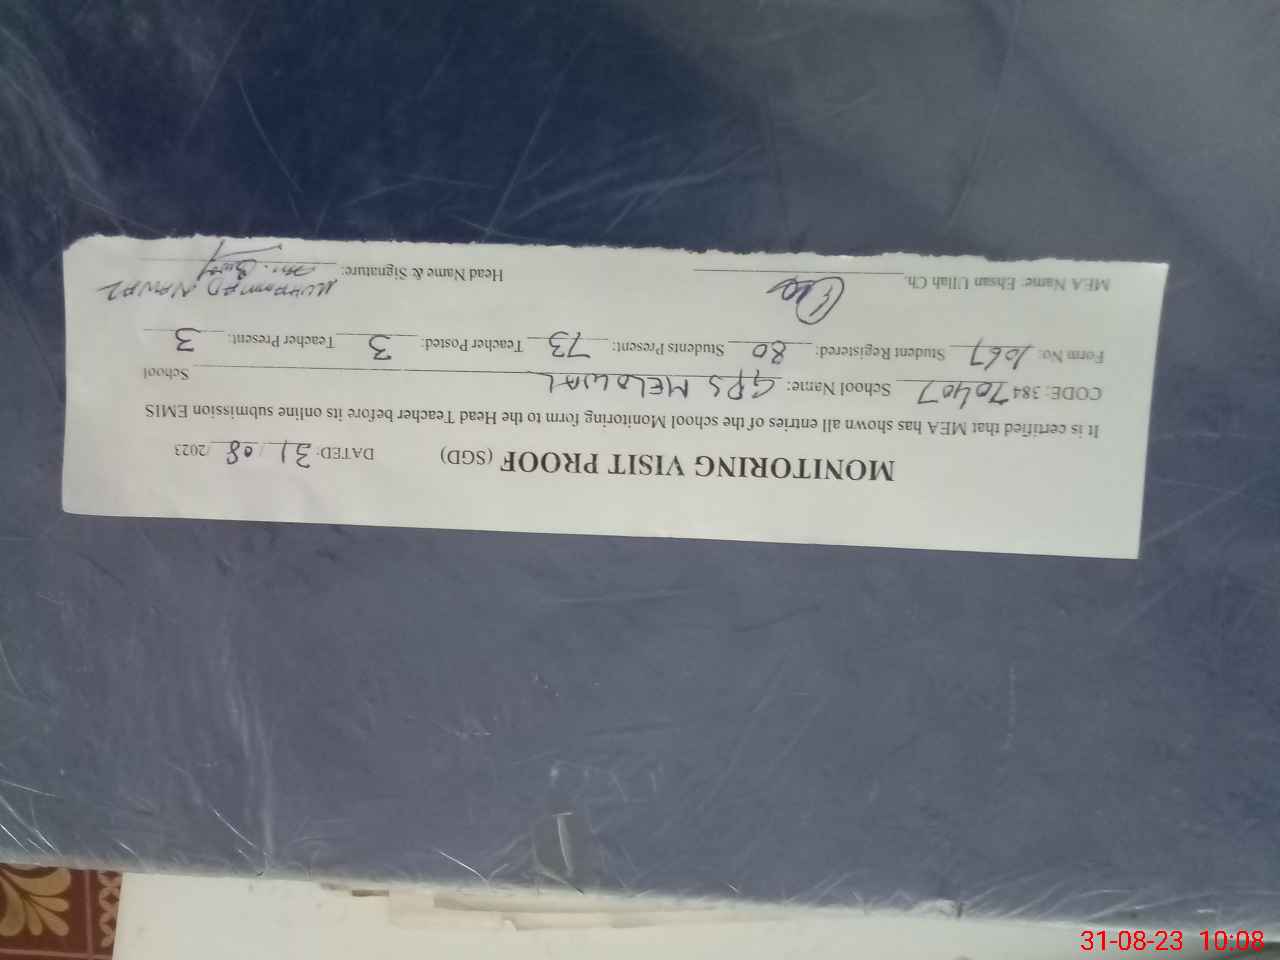 MONITORING VISIT PROOF (SGD) DATED: 31 / 08 /2023
It is certified that MEA has shown all entries of the school Monitoring form to the Head Teacher before its online submission EMIS
CODE: 38470407 School Name: GPS MELOWAL School
Form No: 1067 Student Registered: 80 Students Present: 73 Teacher Posted: 3 Teacher Present: 3
MEA Name: Ehsan Ullah Ch. Head Name & Signature: MUHAMMAD NAWAZ
31-08-23 10:08